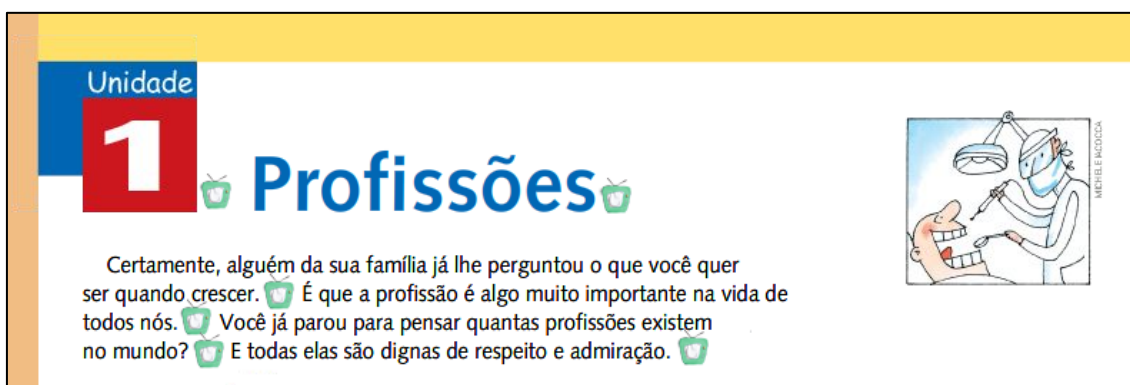 Unidade
1
Profissões
MICHELE IACOCCA
Certamente, alguém da sua família já lhe perguntou o que você quer
ser quando crescer. É que a profissão é algo muito importante na vida de
todos nós. Você já parou para pensar quantas profissões existem
no mundo? E todas elas são dignas de respeito e admiração.